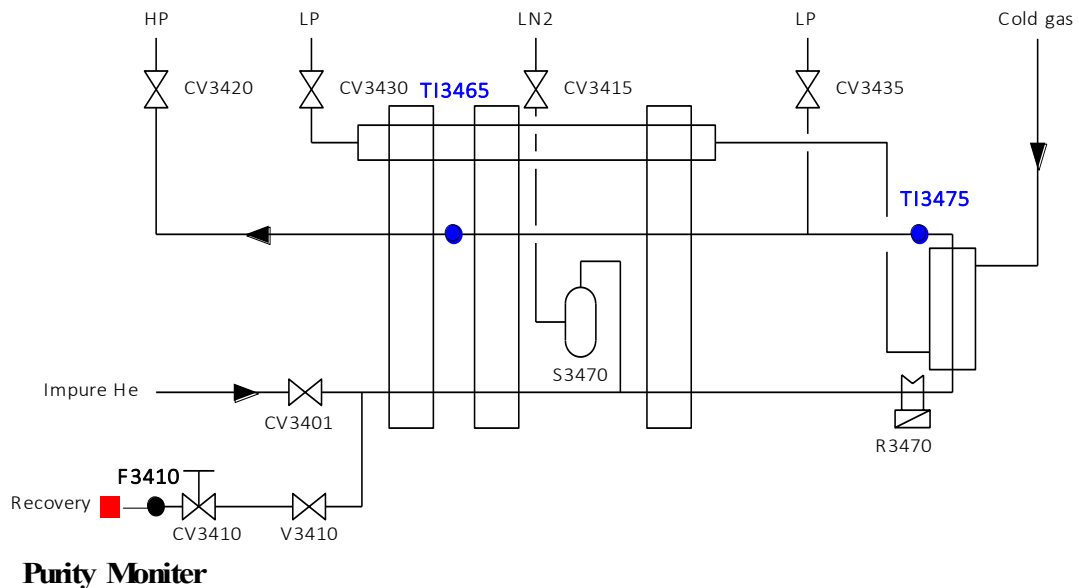 HP LP LN2 LP Cold gas
CV3420 CV3430 TI3465 CV3415 CV3435
TI3475
S3470
Impure He
CV3401
R3470
F3410
Recovery
CV3410 V3410
Purity Moniter